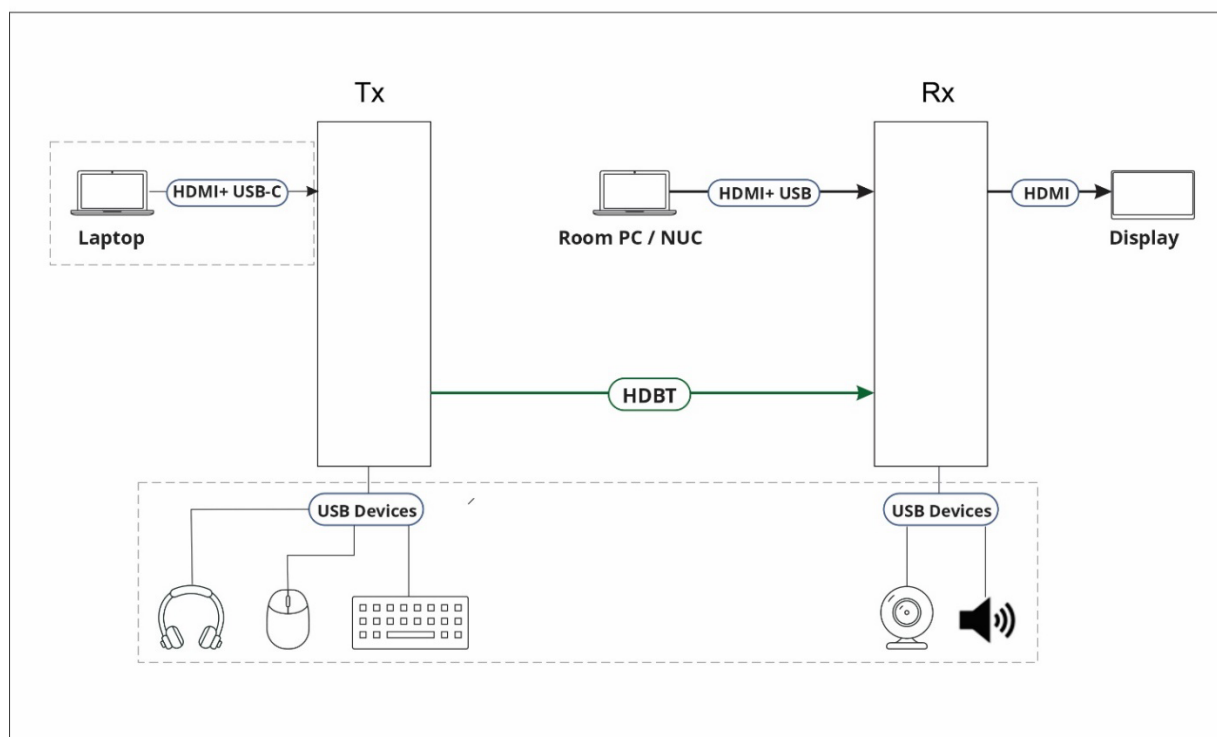 Tx
Rx
HDMI+ USB-C
HDMI+ USB
HDMI
Laptop
Room PC / NUC
Display
HDBT
USB Devices
USB Devices